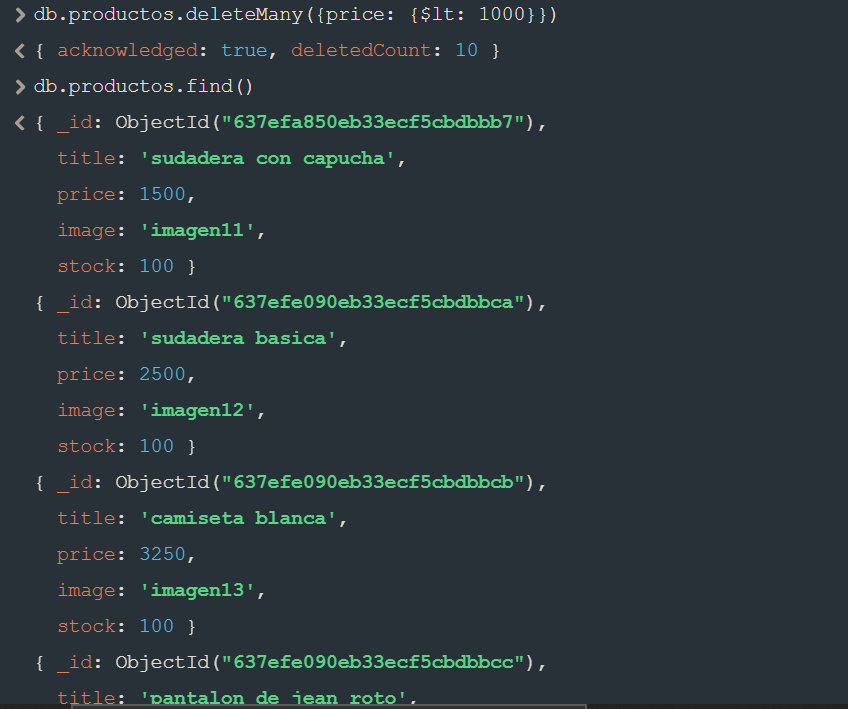 > db.productos.deleteMany({price: {$lt: 1000}})
< { acknowledged: true, deletedCount: 10 }
> db.productos.find()
< { _id: ObjectId("637efa850eb33ecf5cbdbbb7"),
title: 'sudadera con capucha',
price: 1500,
image: 'imagen11',
stock: 100 }
{ _id: ObjectId("637efe090eb33ecf5cbdbbca"),
title: 'sudadera basica',
price: 2500,
image: 'imagen12',
stock: 100 }
{ _id: ObjectId("637efe090eb33ecf5cbdbbcb"),
title: 'camiseta blanca',
price: 3250,
image: 'imagen13',
stock: 100 }
{ _id: ObjectId("637efe090eb33ecf5cbdbbcc"),
title: 'pantalon de jean roto',